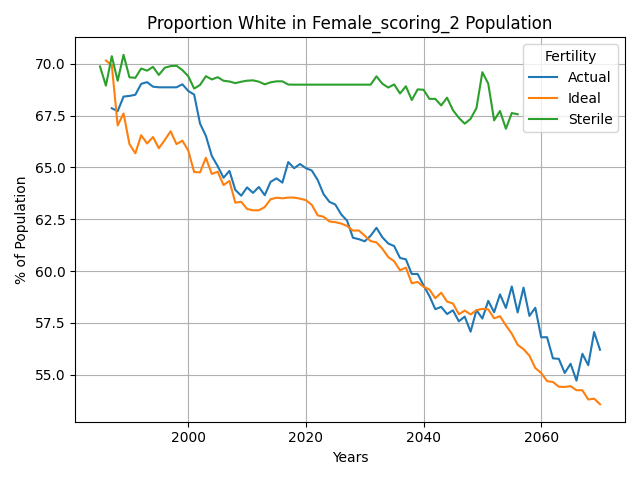 Proportion White in Female_scoring_2 Population
Fertility
Actual
Ideal
Sterile
% of Population
70.0
67.5
65.0
62.5
60.0
57.5
55.0
2000
2020
2040
2060
Years